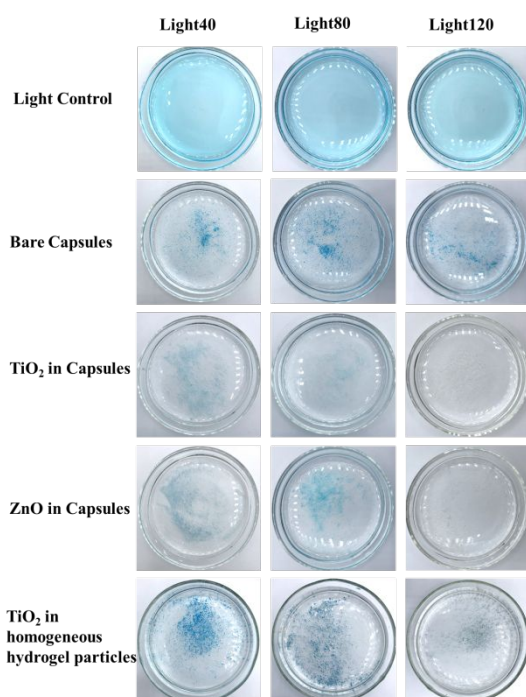 Light40 Light80 Light120
Light Control
Bare Capsules
TiO₂ in Capsules
ZnO in Capsules
TiO₂ in
homogeneous
hydrogel particles